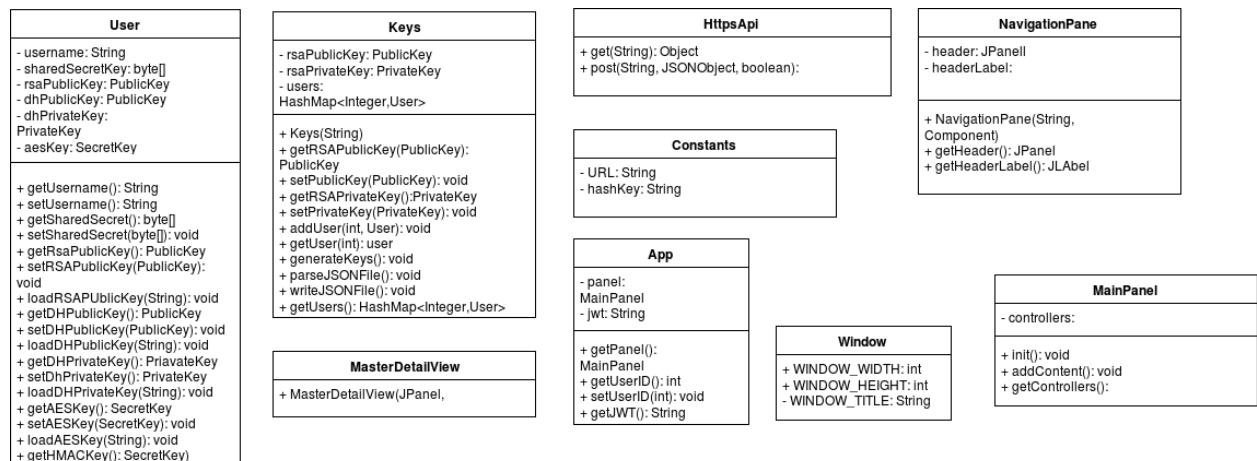 User
- username: String
- sharedSecretKey: byte[]
- rsaPublicKey: PublicKey
- dhPublicKey: PublicKey
- dhPrivateKey:
PrivateKey
- aesKey: SecretKey
+ getUsername(): String
+ setUsername(): String
+ getSharedSecret(): byte[]
+ setSharedSecret(byte[]): void
+ getRsaPublicKey(): PublicKey
+ setRSAPublicKey(PublicKey):
void
+ loadRSAPUblicKey(String): void
+ getDHPublicKey(): PublicKey
+ setDHPublicKey(PublicKey): void
+ loadDHPublicKey(String): void
+ getDHPrivateKey(): PriavateKey
+ setDhPrivateKey(): PrivateKey
+ loadDHPrivateKey(String): void
+ getAESKey(): SecretKey
+ setAESKey(SecretKey): void
+ loadAESKey(String): void
+ getHMACKey(): SecretKey)
Keys
- rsaPublicKey: PublicKey
- rsaPrivateKey: PrivateKey
- users:
HashMap<Integer,User>
+ Keys(String)
+ getRSAPublicKey(PublicKey):
PublicKey
+ setPublicKey(PublicKey): void
+ getRSAPrivateKey():PrivateKey
+ setPrivateKey(PrivateKey): void
+ addUser(int, User): void
+ getUser(int): user
+ generateKeys(): void
+ parseJSONFile(): void
+ writeJSONFile(): void
+ getUsers(): HashMap<Integer,User>
MasterDetailView
+ MasterDetailView(JPanel,
HttpsApi
+ get(String): Object
+ post(String, JSONObject, boolean):
Constants
- URL: String
- hashKey: String
App
- panel:
MainPanel
- jwt: String
+ getPanel():
MainPanel
+ getUserID(): int
+ setUserID(int): void
+ getJWT(): String
Window
+ WINDOW_WIDTH: int
+ WINDOW_HEIGHT: int
- WINDOW_TITLE: String
NavigationPane
- header: JPanell
- headerLabel:
+ NavigationPane(String,
Component)
+ getHeader(): JPanel
+ getHeaderLabel(): JLAbel
MainPanel
- controllers:
+ init(): void
+ addContent(): void
+ getControllers():